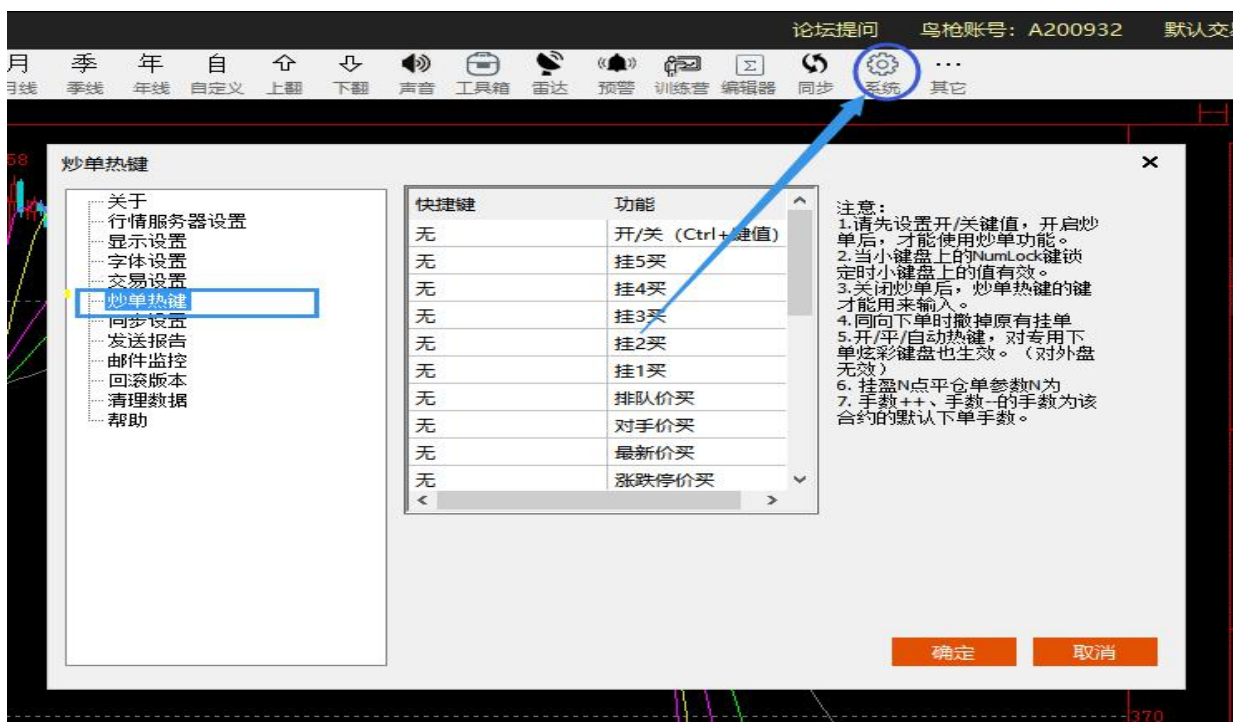 论坛提问 鸟枪账号：A200932 默认交易
月 季 年 自
月线 季线 年线 自定义 上翻 下翻 声音 工具箱 雷达 预警 训练营 编辑器 同步 系统 其它
58
炒单热键
关于
行情服务器设置
显示设置
字体设置
交易设置
炒单热键
同步设置
发送报告
邮件监控
回滚版本
清理数据
帮助
快捷键 功能
无 开/关（Ctrl+键值）
无 挂5买
无 挂4买
无 挂3买
无 挂2买
无 挂1买
无 排队价买
无 对手价买
无 最新价买
无 涨跌停价买
注意：
1.请先设置开/关键值，开启炒
单后，才能使用炒单功能。
2.当小键盘上的NumLock键锁
定时小键盘上的值有效。
3.关闭炒单后，炒单热键的键
才能用来输入。
4.同向下单时撤掉原有挂单
5.开/平/自动热键，对专用下
单炫彩键盘也生效。（对外盘
无效）
6. 挂盈N点平仓单参数N为
7. 手数++、手数--的手数为该
合约的默认下单手数。
确定 取消
370